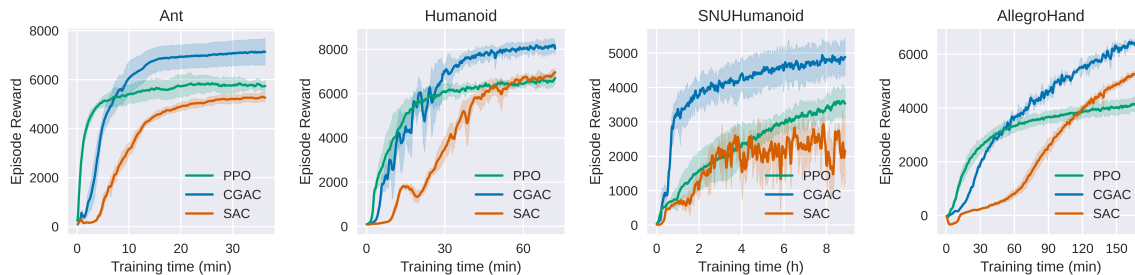 Ant
Episode Reward
8000
6000
4000
2000
0
0 10 20 30
Training time (min)
PPO
CGAC
SAC
Humanoid
Episode Reward
8000
6000
4000
2000
0
0 30 60
Training time (min)
PPO
CGAC
SAC
SNUHumanoid
Episode Reward
5000
4000
3000
2000
1000
0
0 2 4 6 8
Training time (h)
PPO
CGAC
SAC
AllegroHand
Episode Reward
6000
4000
2000
0
0 30 60 90 120 150
Training time (min)
PPO
CGAC
SAC